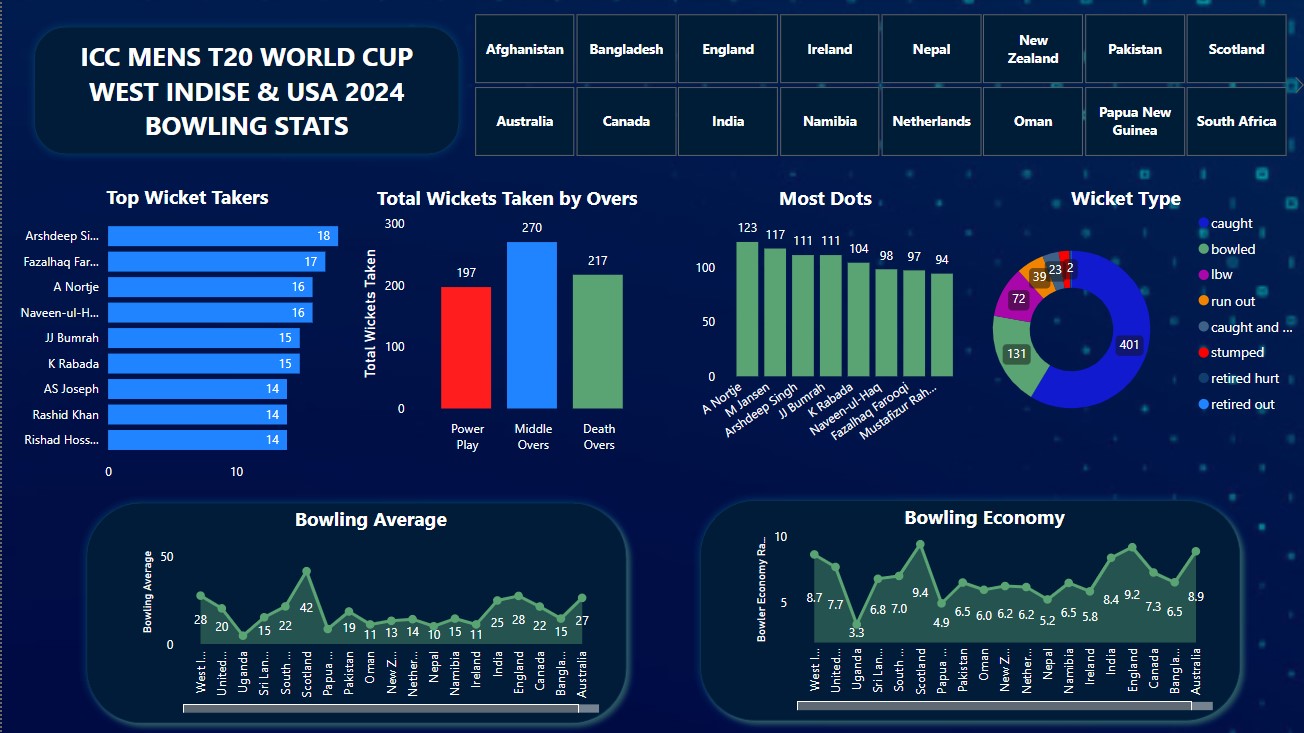 ICC MENS T20 WORLD CUP
WEST INDISE & USA 2024
BOWLING STATS
Afghanistan
Bangladesh
England
Ireland
Nepal
New
Zealand
Pakistan
Scotland
Australia
Canada
India
Namibia
Netherlands
Oman
Papua New
Guinea
South Africa
Top Wicket Takers
Arshdeep Si...
18
Fazalhaq Far...
17
A Nortje
16
Naveen-ul-H...
16
JJ Bumrah
15
K Rabada
15
AS Joseph
14
Rashid Khan
14
Rishad Hoss...
14
0
10
Total Wickets Taken by Overs
Total Wickets Taken
300
200
100
0
197
270
217
Power
Play
Middle
Overs
Death
Overs
Most Dots
100
50
0
123
117
111
111
104
98
97
94
A Nortje
M Jansen
Arshdeep Singh
JJ Bumrah
K Rabada
Naveen-ul-Haq
Fazalhaq Farooqi
Mustafizur Rah...
Wicket Type
401
131
72
39
23
2
caught
bowled
lbw
run out
caught and ...
stumped
retired hurt
retired out
Bowling Average
Bowling Average
50
0
28
20
15
22
42
19
11
13
14
10
15
11
25
28
22
15
27
West I...
United...
Uganda
Sri Lan...
South ...
Scotland
Papua ...
Pakistan
Oman
New Z...
Nether...
Nepal
Namibia
Ireland
India
England
Canada
Bangla...
Australia
Bowling Economy
Bowler Economy Ra...
10
5
8.7
7.7
3.3
6.8
7.0
9.4
4.9
6.5
6.0
6.2
6.2
5.2
6.5
5.8
8.4
9.2
7.3
6.5
8.9
West I...
United...
Uganda
Sri Lan...
South ...
Scotland
Papua ...
Pakistan
Oman
New Z...
Nether...
Nepal
Namibia
Ireland
India
England
Canada
Bangla...
Australia